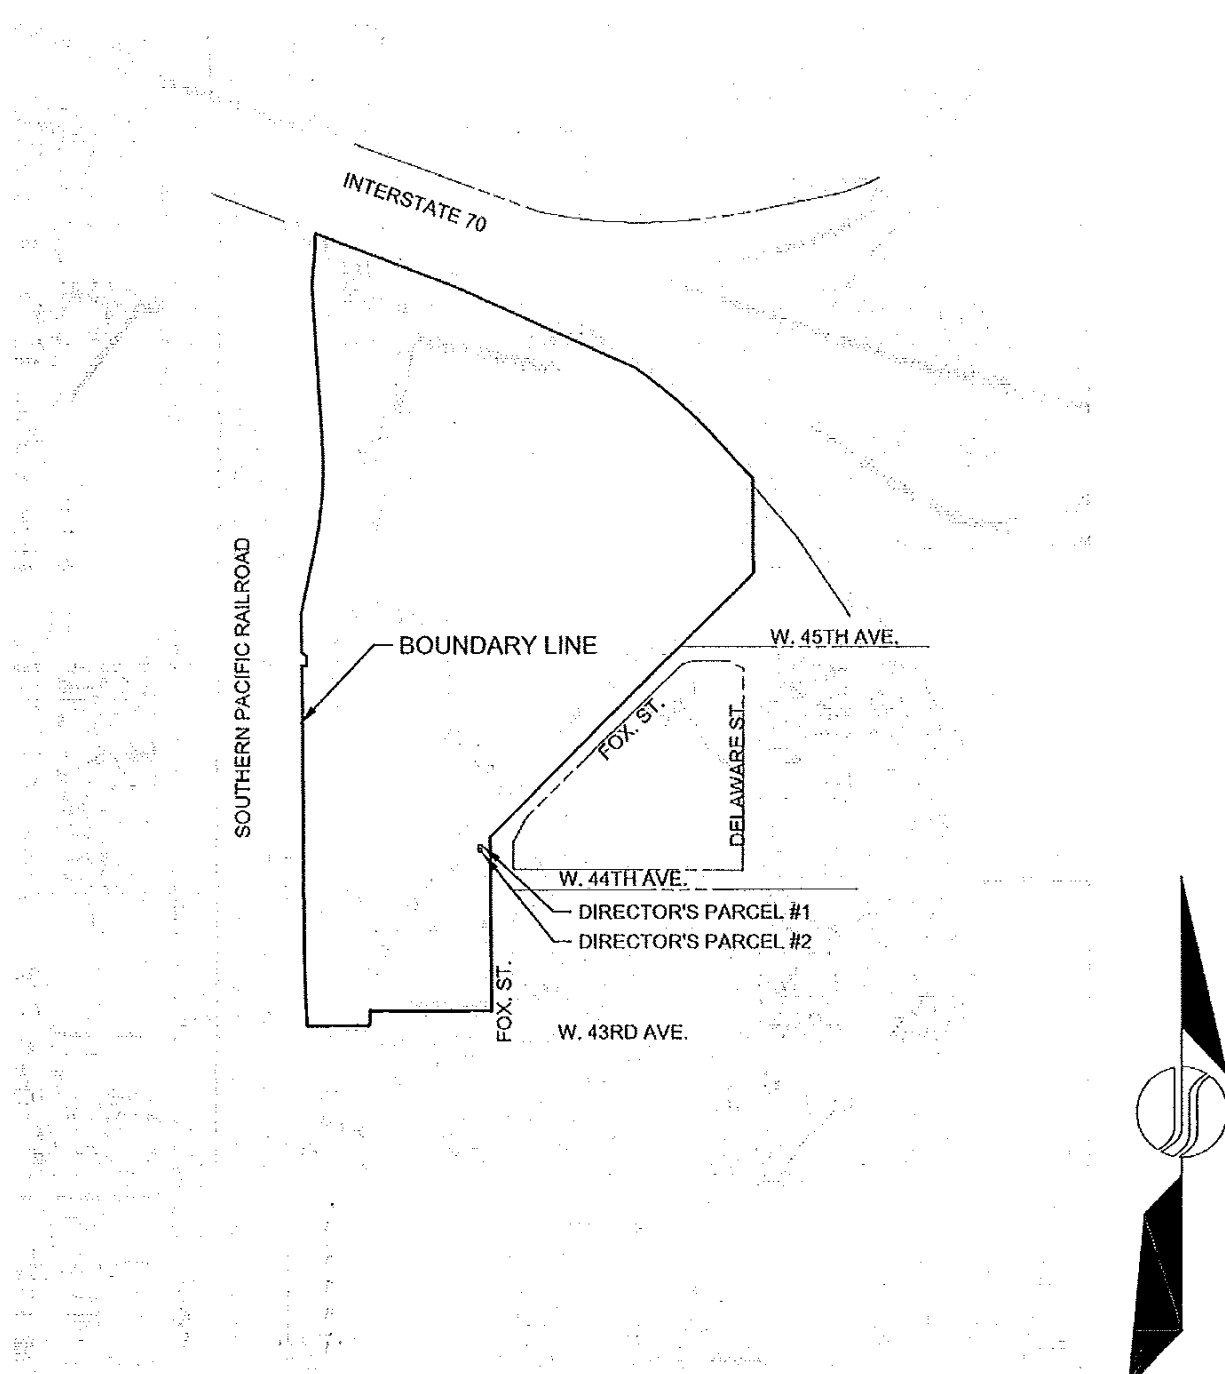 INTERSTATE 70
SOUTHERN PACIFIC RAILROAD
BOUNDARY LINE
W. 45TH AVE.
FOX. ST.
DELAWARE ST.
W. 44TH AVE.
DIRECTOR'S PARCEL #1
DIRECTOR'S PARCEL #2
FOX. ST.
W. 43RD AVE.